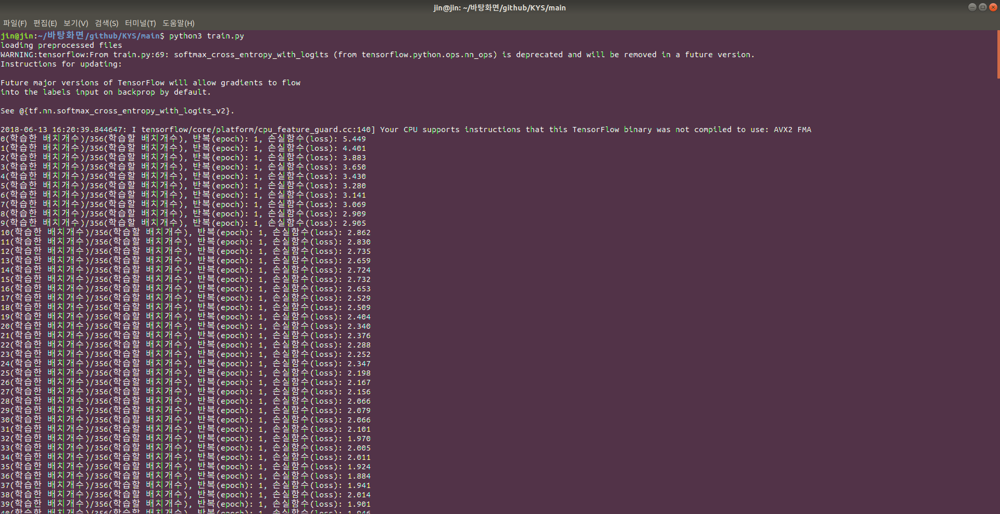 jin@jin: ~/바탕화면/github/KYS/main
파일(F) 편집(E) 보기(V) 검색(S) 터미널(T) 도움말(H)
jin@jin:~/바탕화면/github/KYS/main$ python3 train.py
loading preprocessed files
WARNING:tensorflow:From train.py:69: softmax_cross_entropy_with_logits (from tensorflow.python.ops.nn_ops) is deprecated and will be removed in a future version.
Instructions for updating:
Future major versions of TensorFlow will allow gradients to flow
into the labels input on backprop by default.
See @{tf.nn.softmax_cross_entropy_with_logits_v2}.
2018-06-13 16:20:39.844647: I tensorflow/core/platform/cpu_feature_guard.cc:140] Your CPU supports instructions that this TensorFlow binary was not compiled to use: AVX2 FMA
0(학습한 배치개수)/356(학습할 배치개수), 반복(epoch): 1, 손실함수(loss): 5.449
1(학습한 배치개수)/356(학습할 배치개수), 반복(epoch): 1, 손실함수(loss): 4.401
2(학습한 배치개수)/356(학습할 배치개수), 반복(epoch): 1, 손실함수(loss): 3.883
3(학습한 배치개수)/356(학습할 배치개수), 반복(epoch): 1, 손실함수(loss): 3.650
4(학습한 배치개수)/356(학습할 배치개수), 반복(epoch): 1, 손실함수(loss): 3.430
5(학습한 배치개수)/356(학습할 배치개수), 반복(epoch): 1, 손실함수(loss): 3.280
6(학습한 배치개수)/356(학습할 배치개수), 반복(epoch): 1, 손실함수(loss): 3.141
7(학습한 배치개수)/356(학습할 배치개수), 반복(epoch): 1, 손실함수(loss): 3.069
8(학습한 배치개수)/356(학습할 배치개수), 반복(epoch): 1, 손실함수(loss): 2.909
9(학습한 배치개수)/356(학습할 배치개수), 반복(epoch): 1, 손실함수(loss): 2.905
10(학습한 배치개수)/356(학습할 배치개수), 반복(epoch): 1, 손실함수(loss): 2.862
11(학습한 배치개수)/356(학습할 배치개수), 반복(epoch): 1, 손실함수(loss): 2.830
12(학습한 배치개수)/356(학습할 배치개수), 반복(epoch): 1, 손실함수(loss): 2.735
13(학습한 배치개수)/356(학습할 배치개수), 반복(epoch): 1, 손실함수(loss): 2.659
14(학습한 배치개수)/356(학습할 배치개수), 반복(epoch): 1, 손실함수(loss): 2.724
15(학습한 배치개수)/356(학습할 배치개수), 반복(epoch): 1, 손실함수(loss): 2.732
16(학습한 배치개수)/356(학습할 배치개수), 반복(epoch): 1, 손실함수(loss): 2.653
17(학습한 배치개수)/356(학습할 배치개수), 반복(epoch): 1, 손실함수(loss): 2.529
18(학습한 배치개수)/356(학습할 배치개수), 반복(epoch): 1, 손실함수(loss): 2.509
19(학습한 배치개수)/356(학습할 배치개수), 반복(epoch): 1, 손실함수(loss): 2.404
20(학습한 배치개수)/356(학습할 배치개수), 반복(epoch): 1, 손실함수(loss): 2.340
21(학습한 배치개수)/356(학습할 배치개수), 반복(epoch): 1, 손실함수(loss): 2.376
22(학습한 배치개수)/356(학습할 배치개수), 반복(epoch): 1, 손실함수(loss): 2.288
23(학습한 배치개수)/356(학습할 배치개수), 반복(epoch): 1, 손실함수(loss): 2.252
24(학습한 배치개수)/356(학습할 배치개수), 반복(epoch): 1, 손실함수(loss): 2.347
25(학습한 배치개수)/356(학습할 배치개수), 반복(epoch): 1, 손실함수(loss): 2.198
26(학습한 배치개수)/356(학습할 배치개수), 반복(epoch): 1, 손실함수(loss): 2.167
27(학습한 배치개수)/356(학습할 배치개수), 반복(epoch): 1, 손실함수(loss): 2.156
28(학습한 배치개수)/356(학습할 배치개수), 반복(epoch): 1, 손실함수(loss): 2.066
29(학습한 배치개수)/356(학습할 배치개수), 반복(epoch): 1, 손실함수(loss): 2.079
30(학습한 배치개수)/356(학습할 배치개수), 반복(epoch): 1, 손실함수(loss): 2.066
31(학습한 배치개수)/356(학습할 배치개수), 반복(epoch): 1, 손실함수(loss): 2.101
32(학습한 배치개수)/356(학습할 배치개수), 반복(epoch): 1, 손실함수(loss): 1.970
33(학습한 배치개수)/356(학습할 배치개수), 반복(epoch): 1, 손실함수(loss): 2.005
34(학습한 배치개수)/356(학습할 배치개수), 반복(epoch): 1, 손실함수(loss): 2.011
35(학습한 배치개수)/356(학습할 배치개수), 반복(epoch): 1, 손실함수(loss): 1.924
36(학습한 배치개수)/356(학습할 배치개수), 반복(epoch): 1, 손실함수(loss): 1.884
37(학습한 배치개수)/356(학습할 배치개수), 반복(epoch): 1, 손실함수(loss): 1.941
38(학습한 배치개수)/356(학습할 배치개수), 반복(epoch): 1, 손실함수(loss): 2.014
39(학습한 배치개수)/356(학습할 배치개수), 반복(epoch): 1, 손실함수(loss): 1.901
40(학습한 배치개수)/356(학습할 배치개수), 반복(epoch): 1, 손실함수(loss):